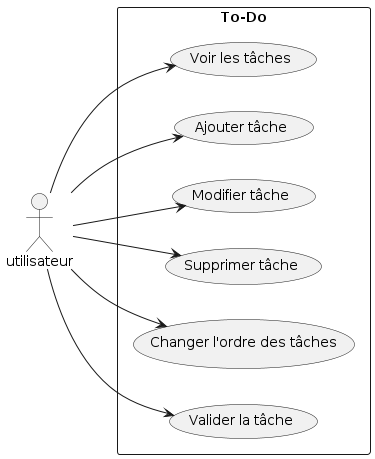 To-Do
Voir les tâches
Ajouter tâche
Modifier tâche
utilisateur
Supprimer tâche
Changer l'ordre des tâches
Valider la tâche